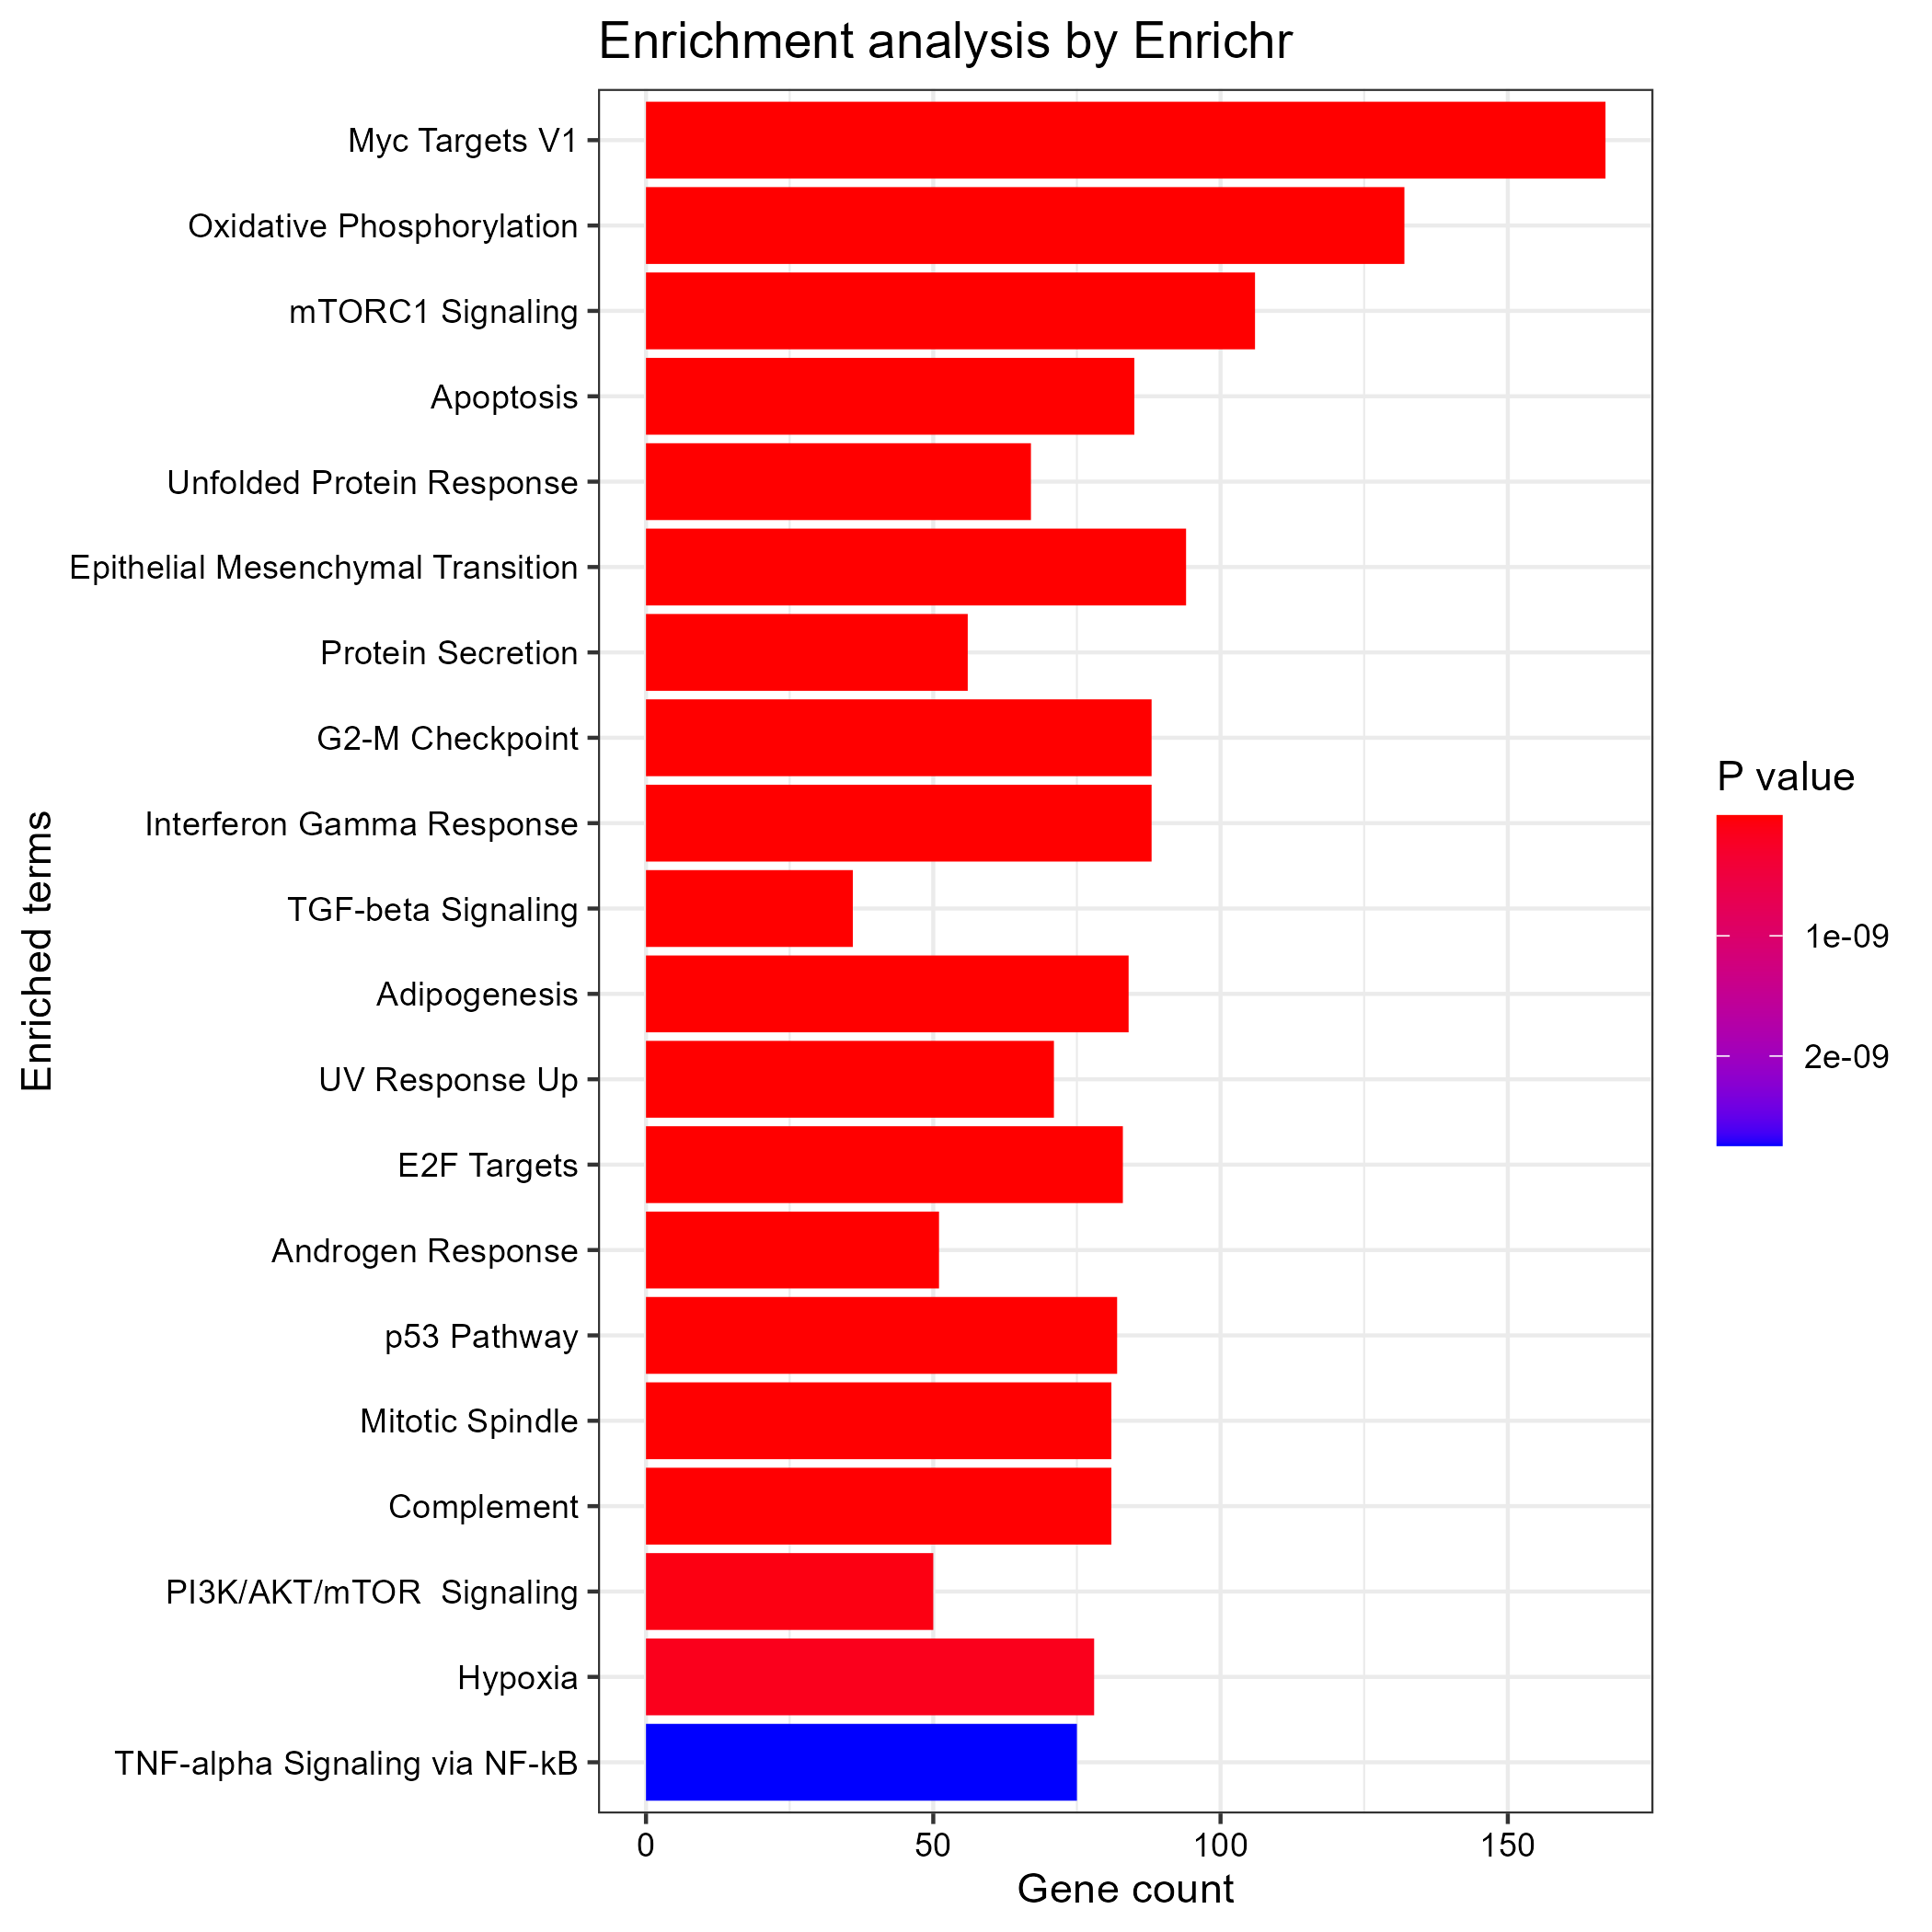 Enrichment analysis by Enrichr
Enriched terms
Myc Targets V1
Oxidative Phosphorylation
mTORC1 Signaling
Apoptosis
Unfolded Protein Response
Epithelial Mesenchymal Transition
Protein Secretion
G2-M Checkpoint
Interferon Gamma Response
TGF-beta Signaling
Adipogenesis
UV Response Up
E2F Targets
Androgen Response
p53 Pathway
Mitotic Spindle
Complement
PI3K/AKT/mTOR  Signaling
Hypoxia
TNF-alpha Signaling via NF-kB
0 50 100 150
Gene count
P value
1e-09
2e-09